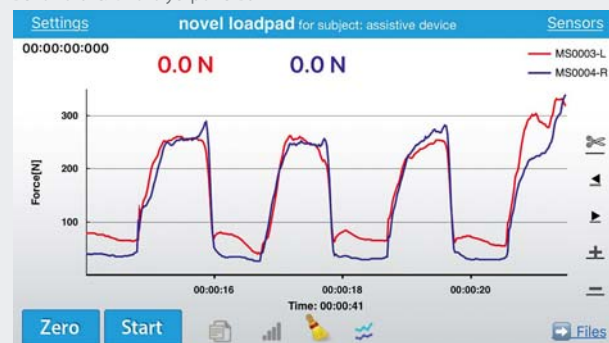 Settings
novel loadpad for subject: assistive device
Sensors
00:00:00:000
0.0 N
0.0 N
MS0003-L
MS0004-R
Force[N]
300
200
100
00:00:16
00:00:18
00:00:20
Time: 00:00:41
Zero
Start
Files